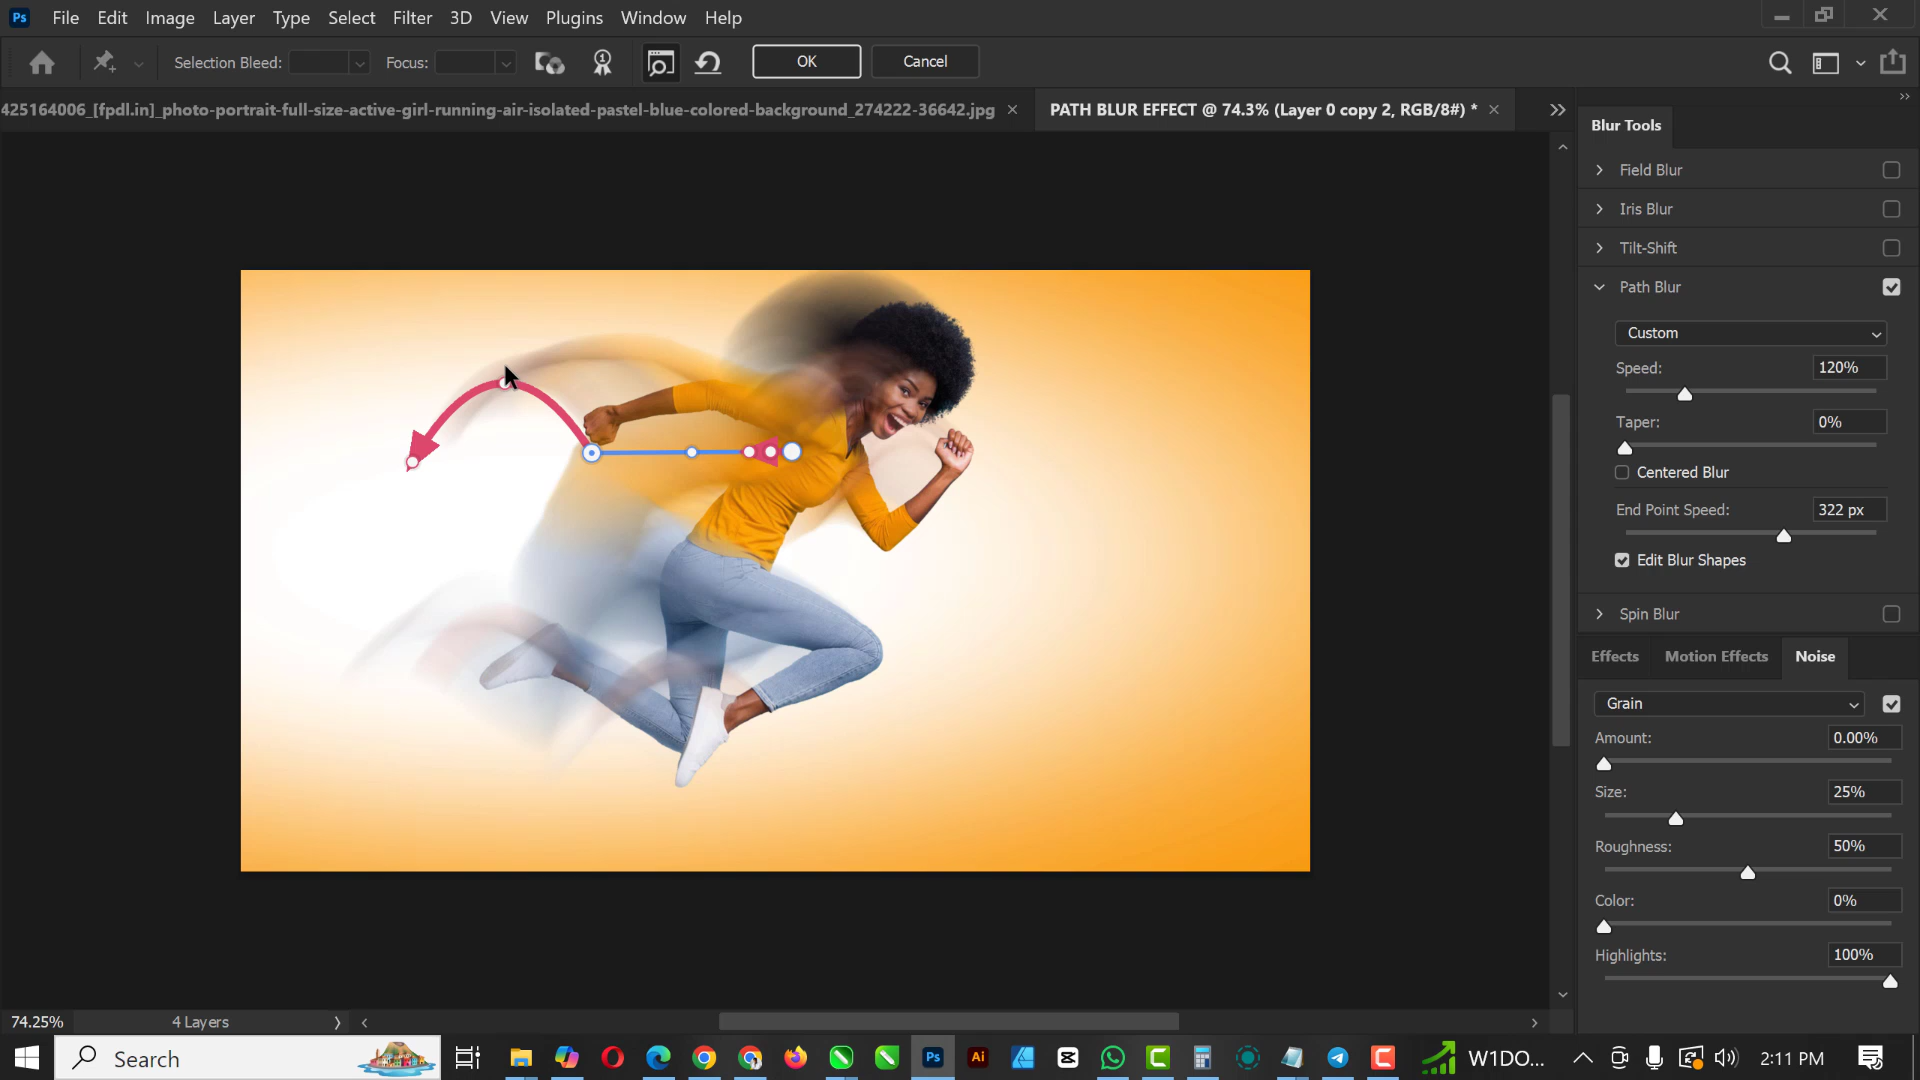 Ps File Edit Image Layer Type Select Filter 3D View Plugins Window Help
Selection Bleed: Focus: OK Cancel
425164006_[fpdl.in]_photo-portrait-full-size-active-girl-running-air-isolated-pastel-blue-colored-background_274222-36642.jpg
PATH BLUR EFFECT @ 74.3% (Layer 0 copy 2, RGB/8#) *
Blur Tools
Field Blur
Iris Blur
Tilt-Shift
Path Blur
Custom
Speed: 120%
Taper: 0%
Centered Blur
End Point Speed: 322 px
Edit Blur Shapes
Spin Blur
Effects Motion Effects Noise
Grain
Amount: 0.00%
Size: 25%
Roughness: 50%
Color: 0%
Highlights: 100%
74.25% 4 Layers
Search Ps Ai W1DO... 2:11 PM